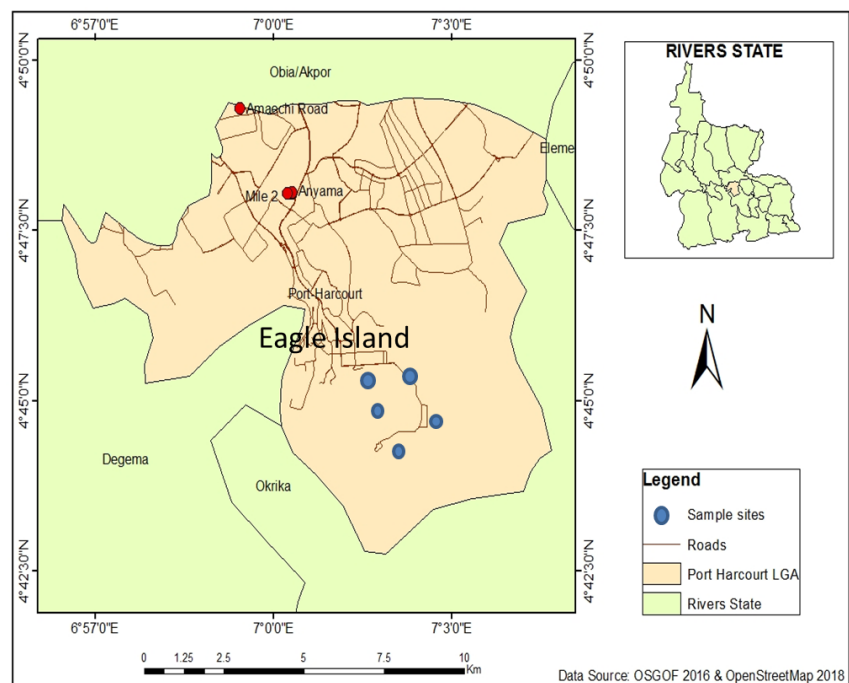 6°57'0"E 7°0'0"E 7°3'0"E
4°50'0"N 4°50'0"N
Obia/Akpor
Amaechi Road
Eleme
Mile 2 Anyama
4°47'30"N 4°47'30"N
Port-Harcourt
Eagle Island
4°45'0"N 4°45'0"N
Degema
Okrika
4°42'30"N 4°42'30"N
6°57'0"E 7°0'0"E 7°3'0"E
0 1.25 2.5 5 7.5 10
Km
RIVERS STATE
N
Legend
Sample sites
Roads
Port Harcourt LGA
Rivers State
Data Source: OSGOF 2016 & OpenStreetMap 2018